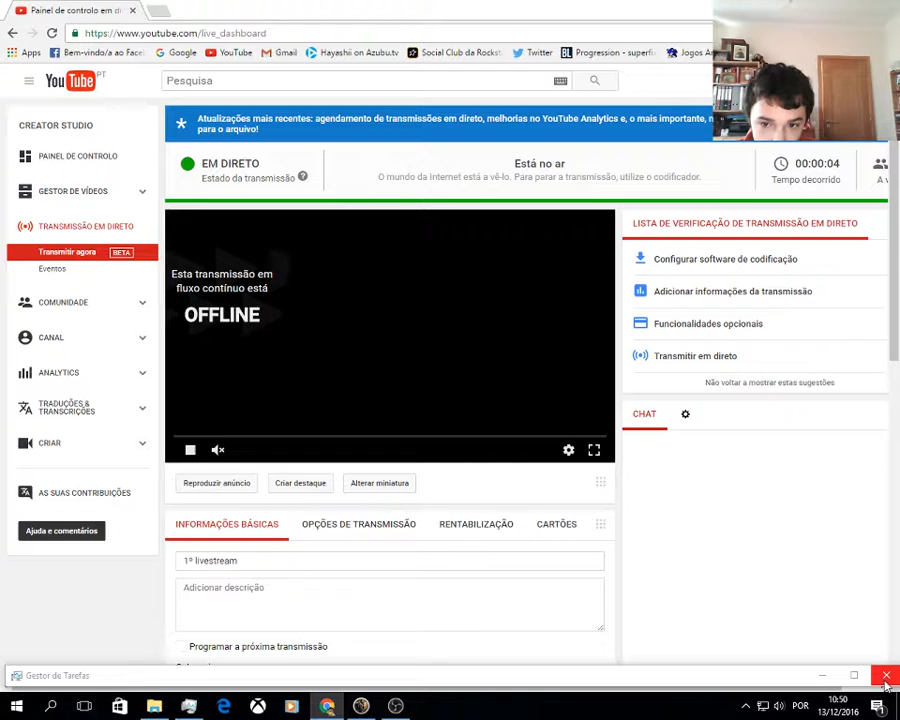 Painel de controlo em di
https://www.youtube.com/live_dashboard
Apps
Bem-vindo/a ao Faceb
Google
YouTube
Gmail
Hayashii on Azubu.tv
Social Club da Rockst
Twitter
Progression - superfi
Jogos Ar
YouTube PT
Pesquisa
CREATOR STUDIO
PAINEL DE CONTROLO
GESTOR DE VÍDEOS
TRANSMISSÃO EM DIRETO
Transmitir agora BETA
Eventos
COMUNIDADE
CANAL
ANALYTICS
TRADUÇÕES &
TRANSCRIÇÕES
CRIAR
AS SUAS CONTRIBUIÇÕES
Ajuda e comentários
Atualizações mais recentes: agendamento de transmissões em direto, melhorias no YouTube Analytics e, o mais importante, n
para o arquivo!
EM DIRETO
Estado da transmissão
Está no ar
O mundo da Internet está a vê-lo. Para parar a transmissão, utilize o codificador.
00:00:04
Tempo decorrido
A v
Esta transmissão em
fluxo contínuo está
OFFLINE
Reproduzir anúncio
Criar destaque
Alterar miniatura
INFORMAÇÕES BÁSICAS
OPÇÕES DE TRANSMISSÃO
RENTABILIZAÇÃO
CARTÕES
1º livestream
Adicionar descrição
Programar a próxima transmissão
LISTA DE VERIFICAÇÃO DE TRANSMISSÃO EM DIRETO
Configurar software de codificação
Adicionar informações da transmissão
Funcionalidades opcionais
Transmitir em direto
Não voltar a mostrar estas sugestões
CHAT
Gestor de Tarefas
POR
10:50
13/12/2016
1